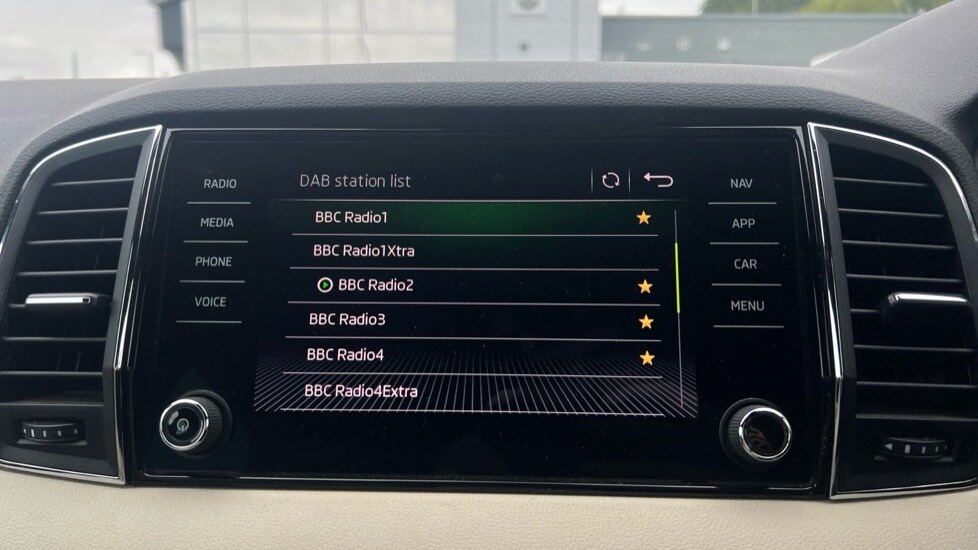 DAB station list
RADIO
MEDIA
PHONE
VOICE
BBC Radio1
BBC Radio1Xtra
BBC Radio2
BBC Radio3
BBC Radio4
BBC Radio4Extra
NAV
APP
CAR
MENU